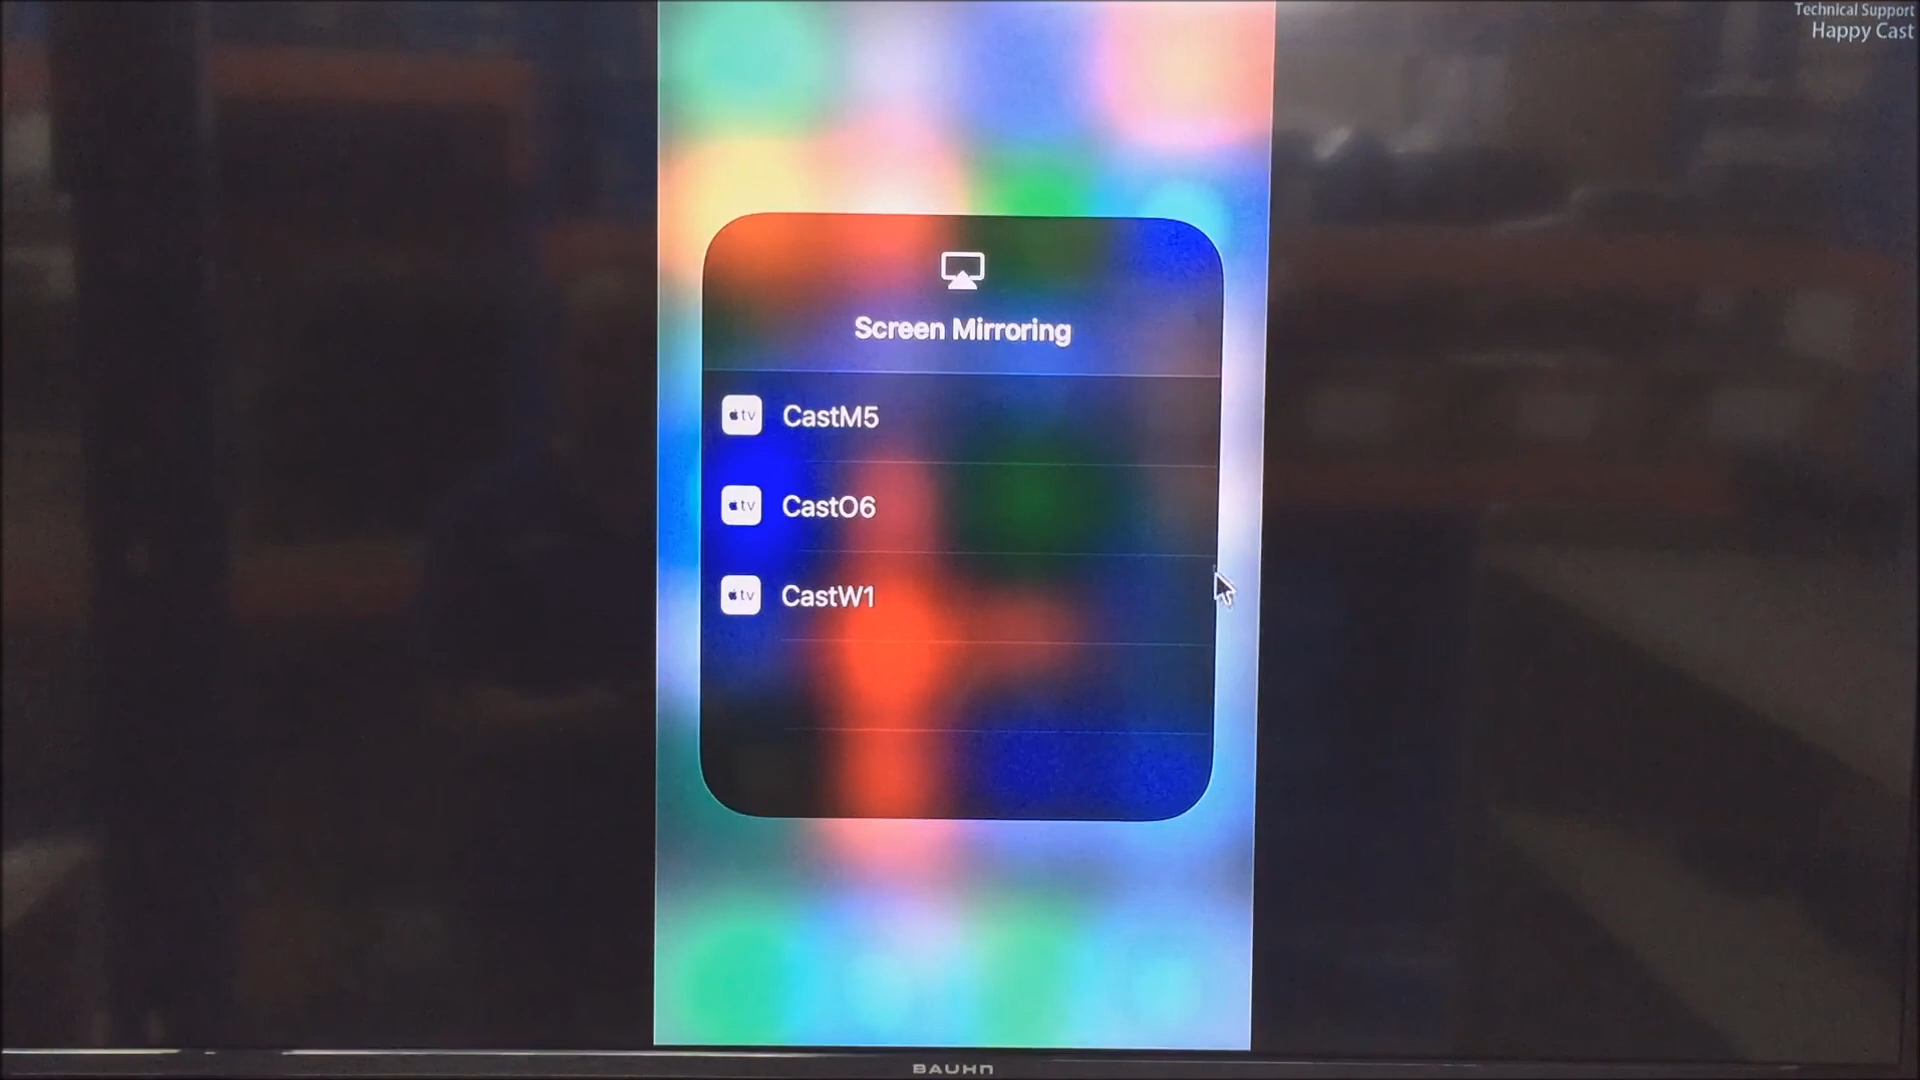 Technical Support
Happy Cast
Screen Mirroring
tv CastM5
tv CastO6
tv CastW1
BAUHN